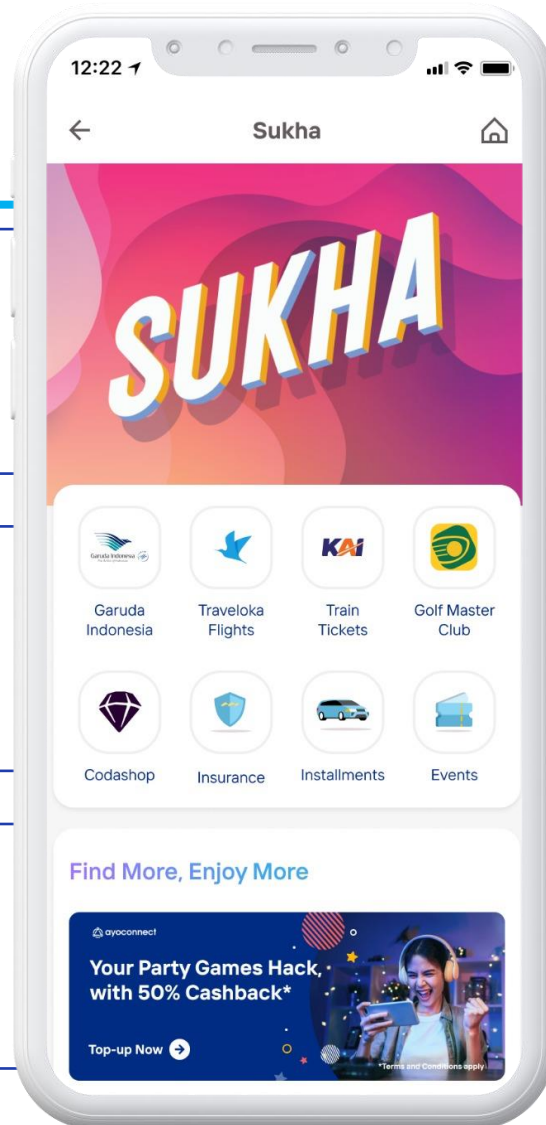 12:22
Sukha
SUKHA
Garuda Indonesia
KAI
Garuda
Indonesia
Traveloka
Flights
Train
Tickets
Golf Master
Club
Codashop
Insurance
Installments
Events
Find More, Enjoy More
ayoconnect
Your Party Games Hack,
with 50% Cashback*
Top-up Now
*Terms and Conditions apply